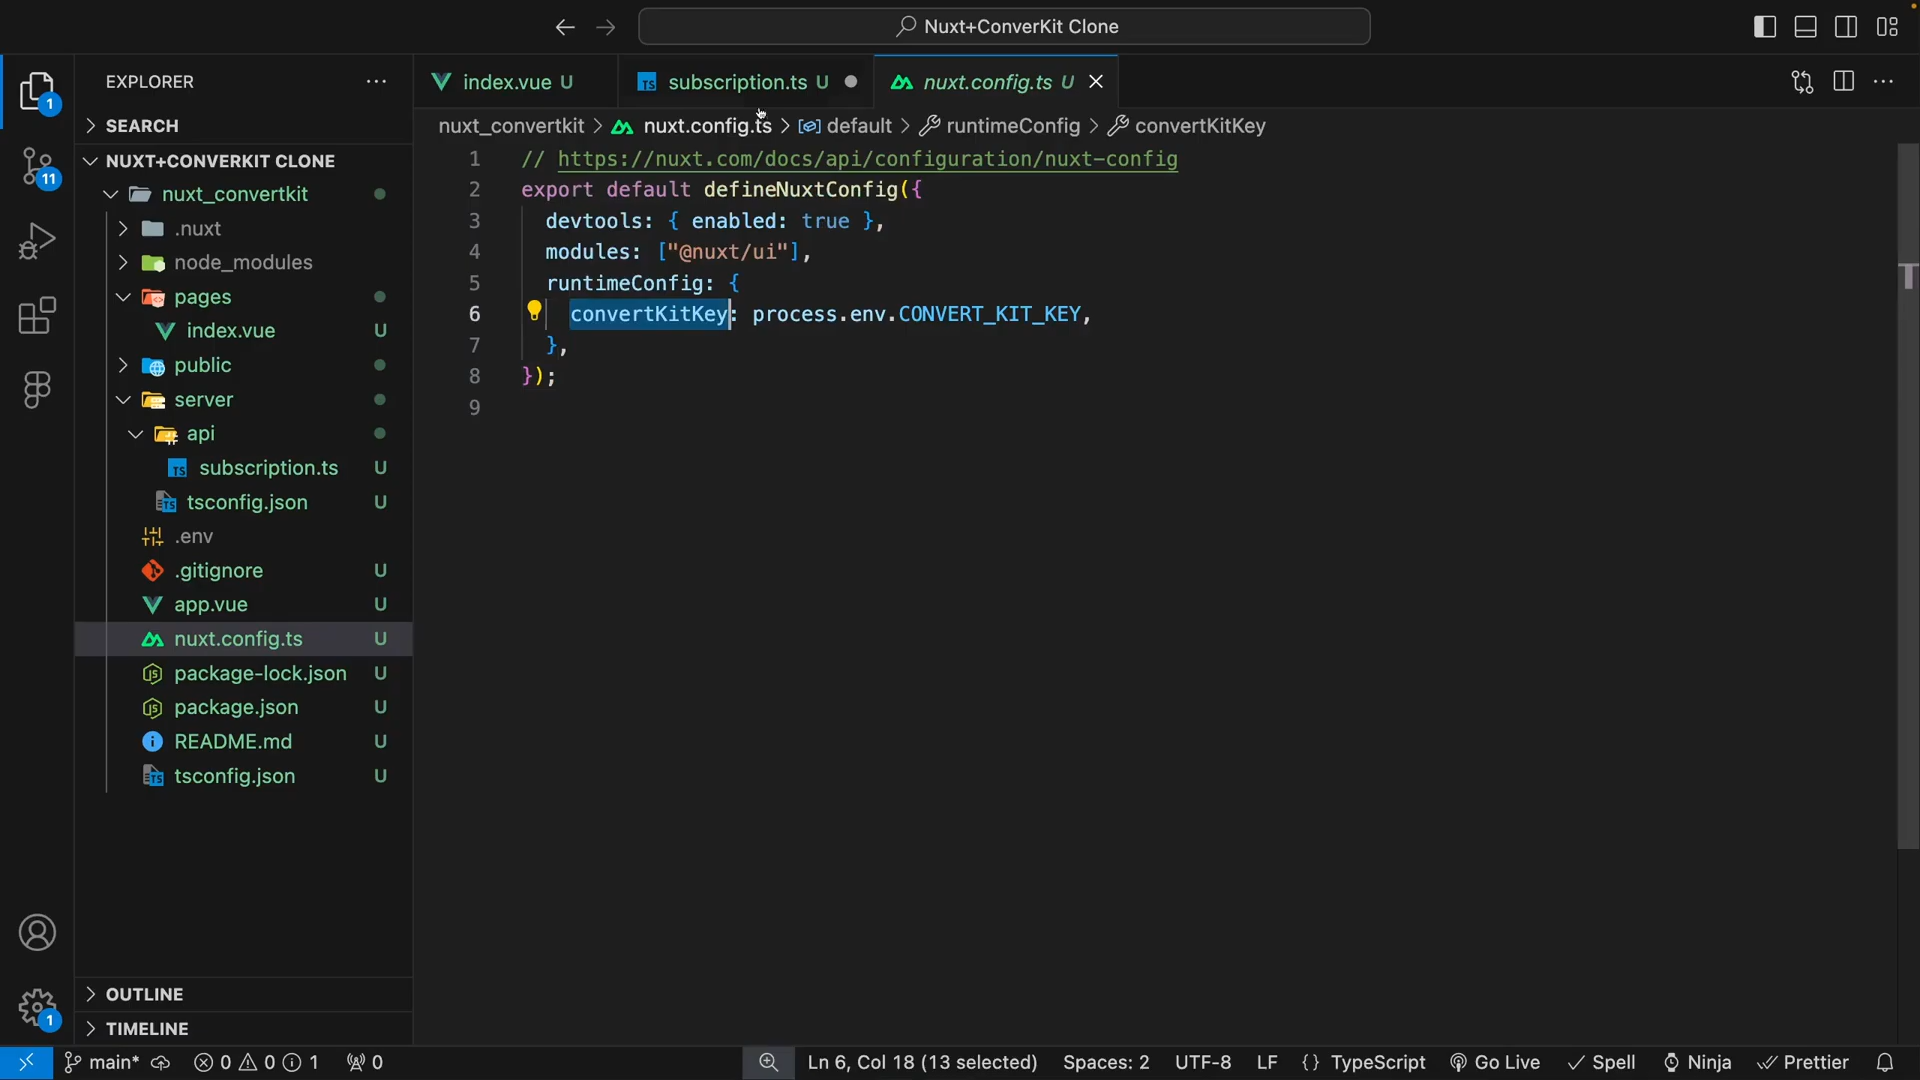 Nuxt+ConverKit Clone
EXPLORER
SEARCH
NUXT+CONVERKIT CLONE
nuxt_convertkit
.nuxt
node_modules
pages
index.vue U
public
server
api
subscription.ts U
tsconfig.json U
.env
.gitignore U
app.vue U
nuxt.config.ts U
package-lock.json U
package.json U
README.md U
tsconfig.json U
OUTLINE
TIMELINE
1
11
1
index.vue U
subscription.ts U
nuxt.config.ts U
nuxt_convertkit > nuxt.config.ts > default > runtimeConfig > convertKitKey
1 // https://nuxt.com/docs/api/configuration/nuxt-config
2 export default defineNuxtConfig({
3 devtools: { enabled: true },
4 modules: ["@nuxt/ui"],
5 runtimeConfig: {
6 convertKitKey: process.env.CONVERT_KIT_KEY,
7 },
8 });
9
main* 0 0 1 0 Ln 6, Col 18 (13 selected) Spaces: 2 UTF-8 LF {} TypeScript Go Live Spell Ninja Prettier